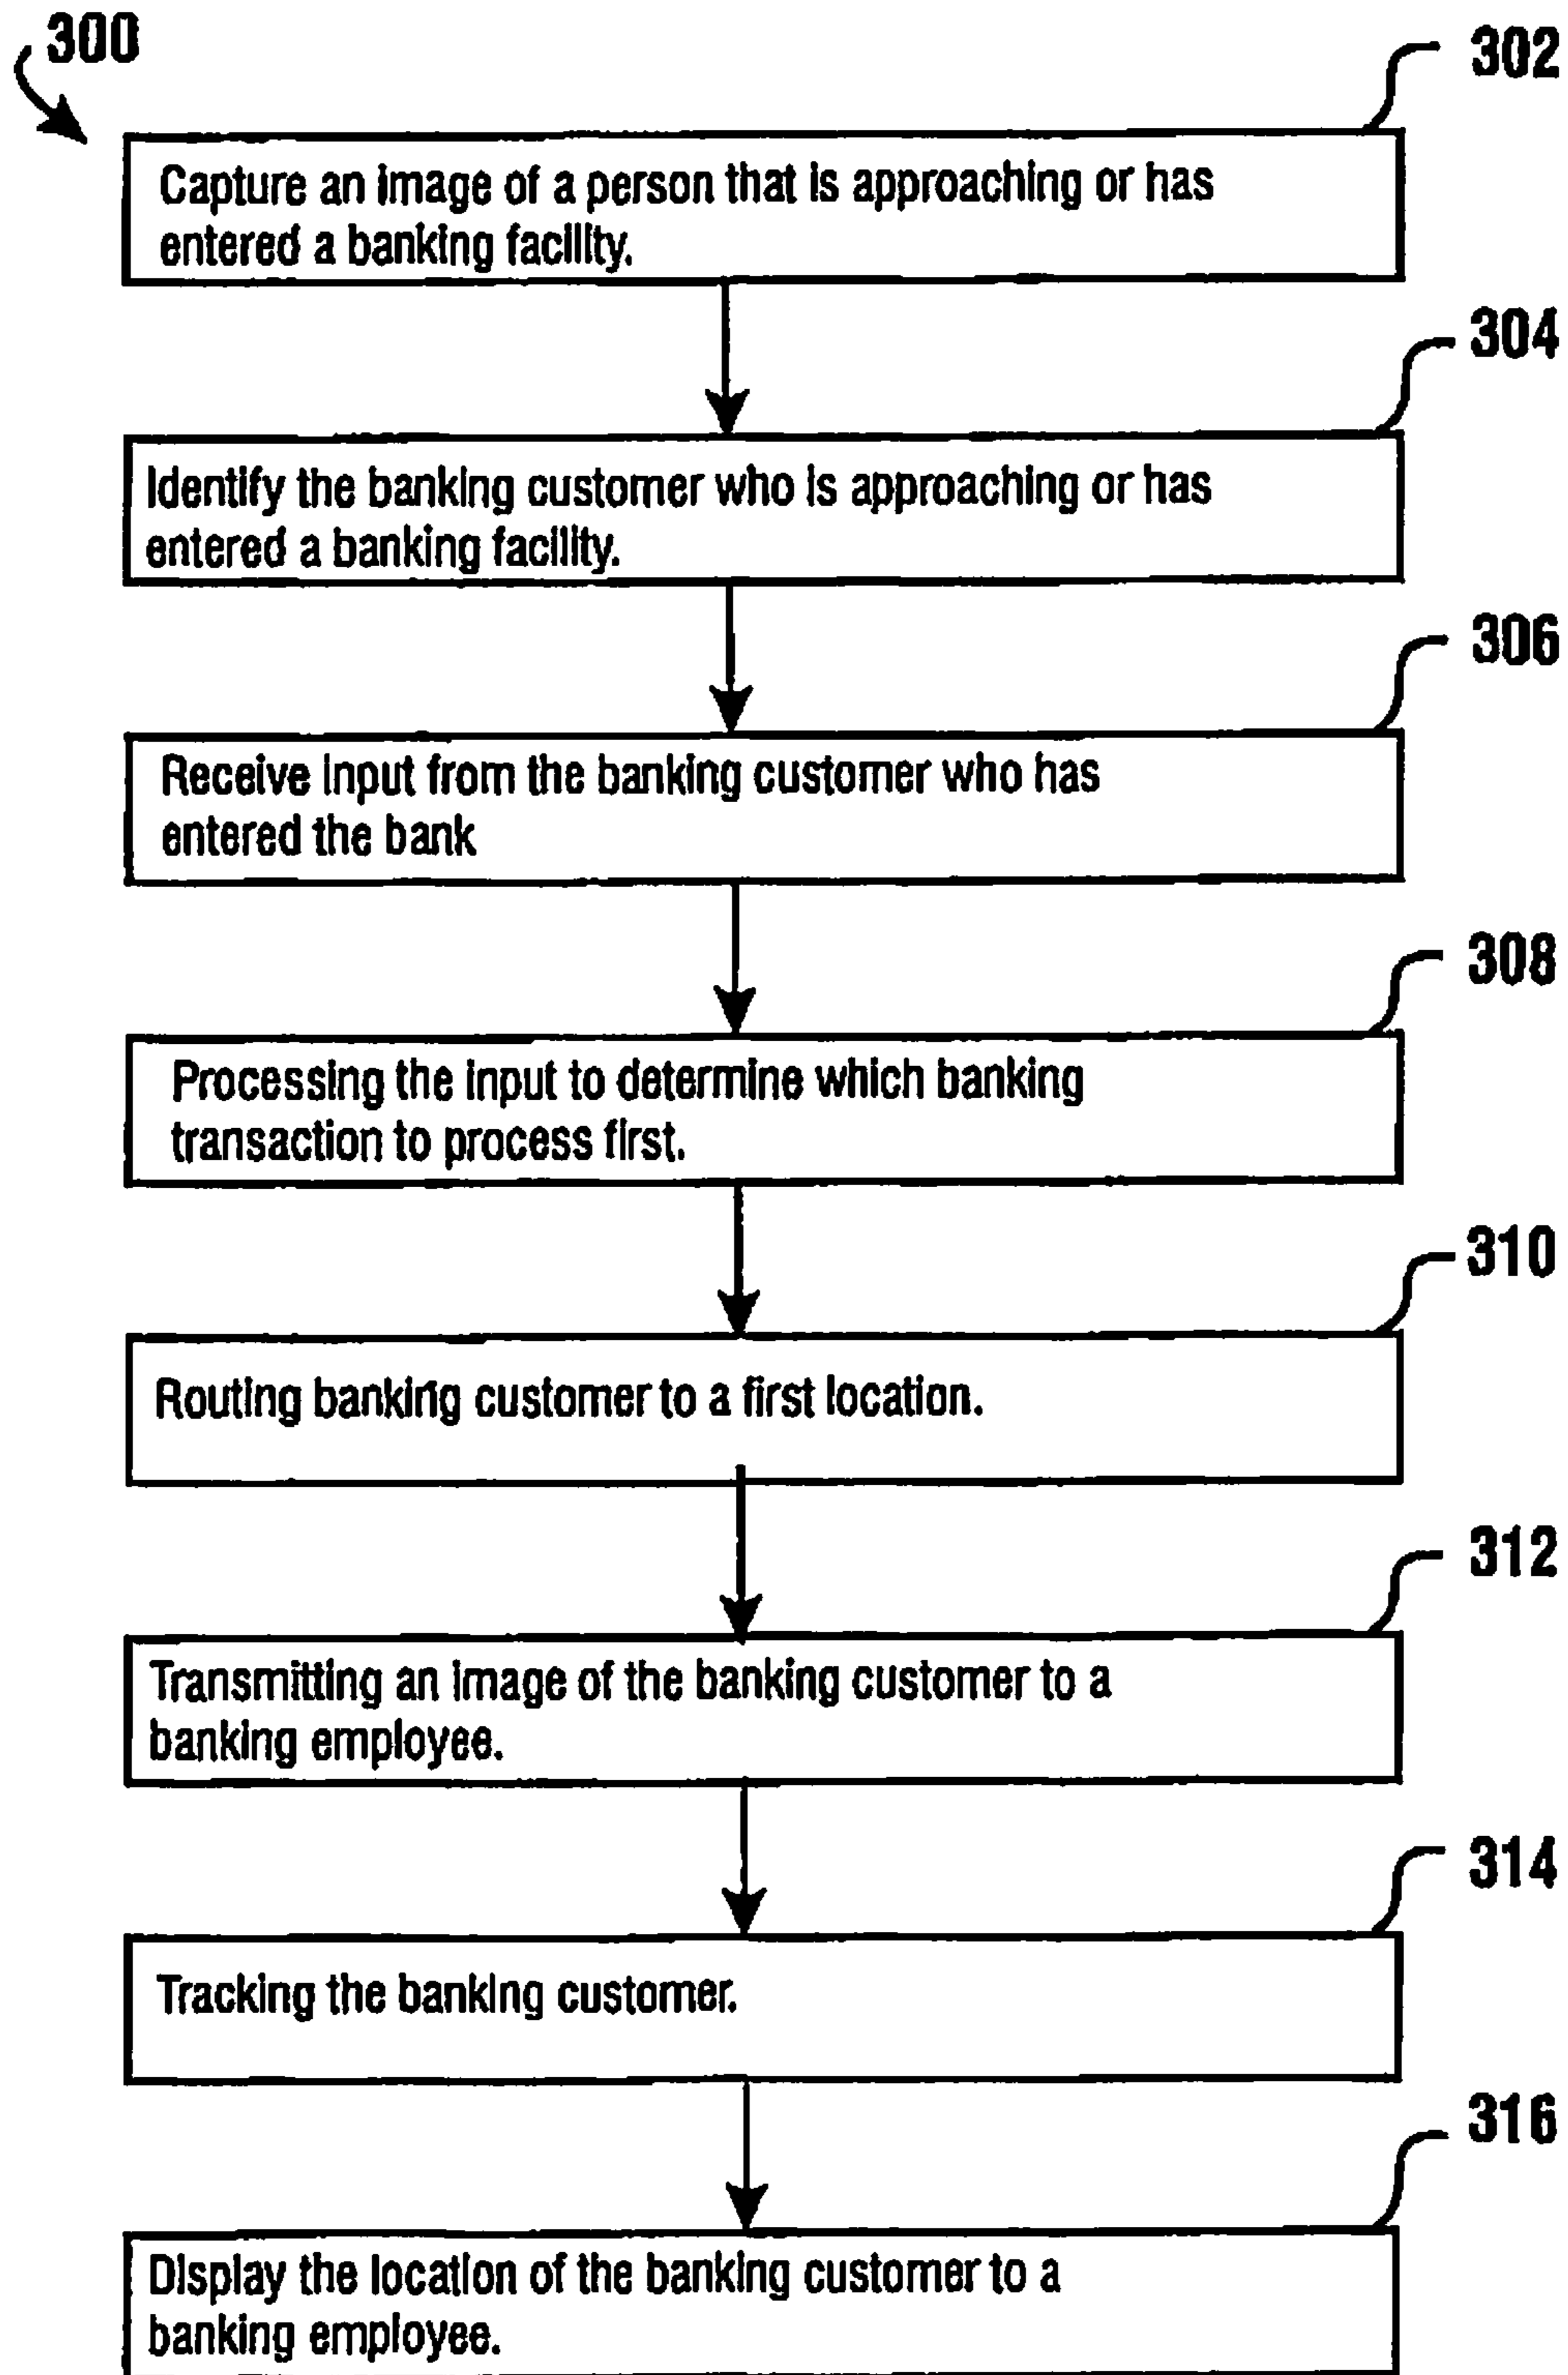 300
302
Capture an image of a person that is approaching or has
entered a banking facility.
304
Identify the banking customer who is approaching or has
entered a banking facility.
306
Receive input from the banking customer who has
entered the bank
308
Processing the input to determine which banking
transaction to process first.
310
Routing banking customer to a first location.
312
Transmitting an image of the banking customer to a
banking employee.
314
Tracking the banking customer.
316
Display the location of the banking customer to a
banking employee.